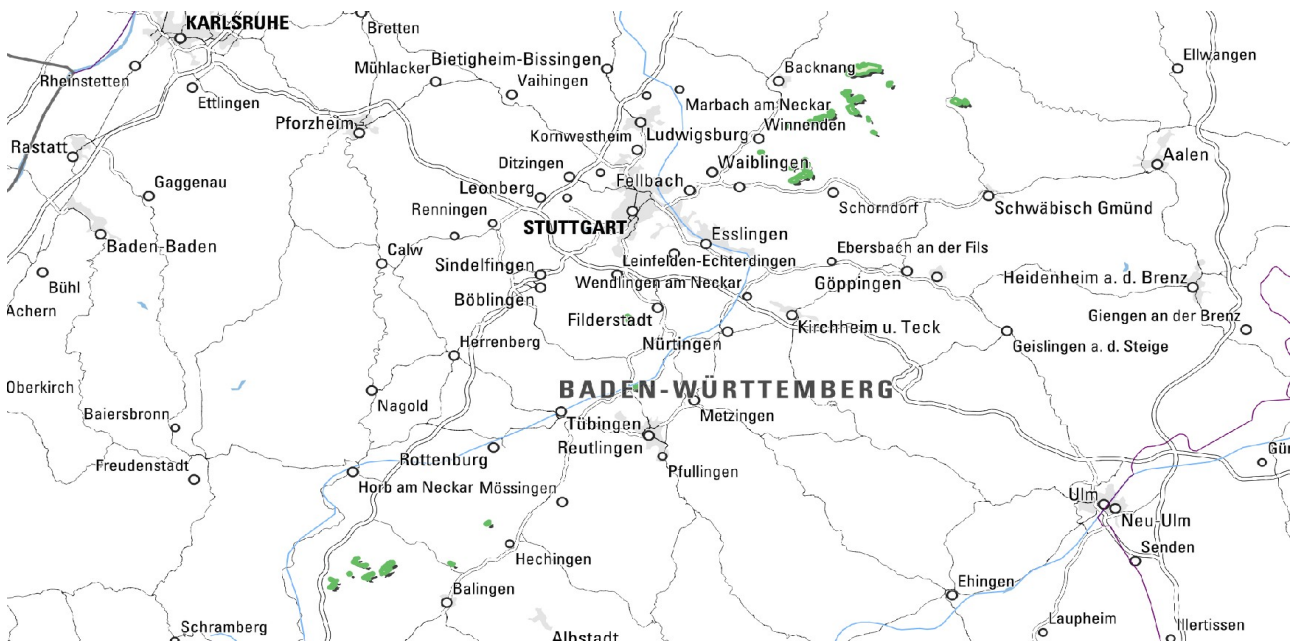 KARLSRUHE
Bretten
Ellwangen
Bietigheim-Bissingen
Mühlacker
Backnang
Rheinstetten
Vaihingen
Ettlingen
Marbach am Neckar
Pforzheim
Kornwestheim
Ludwigsburg
Winnenden
Rastatt
Aalen
Ditzingen
Waiblingen
Gaggenau
Leonberg
Fellbach
Renningen
Schorndorf
Schwäbisch Gmünd
STUTTGART
Esslingen
Baden-Baden
Calw
Ebersbach an der Fils
Sindelfingen
Leinfelden-Echterdingen
Bühl
Wendlingen am Neckar
Göppingen
Heidenheim a. d. Brenz
Böblingen
Achern
Filderstadt
Kirchheim u. Teck
Giengen an der Brenz
Herrenberg
Nürtingen
Geislingen a. d. Steige
Oberkirch
BADEN-WÜRTTEMBERG
Nagold
Baiersbronn
Metzingen
Tübingen
Reutlingen
Gün
Rottenburg
Freudenstadt
Pfullingen
Horb am Neckar
Mössingen
Ulm
Neu-Ulm
Senden
Hechingen
Ehingen
Balingen
Laupheim
Schramberg
Illertissen
Albstadt